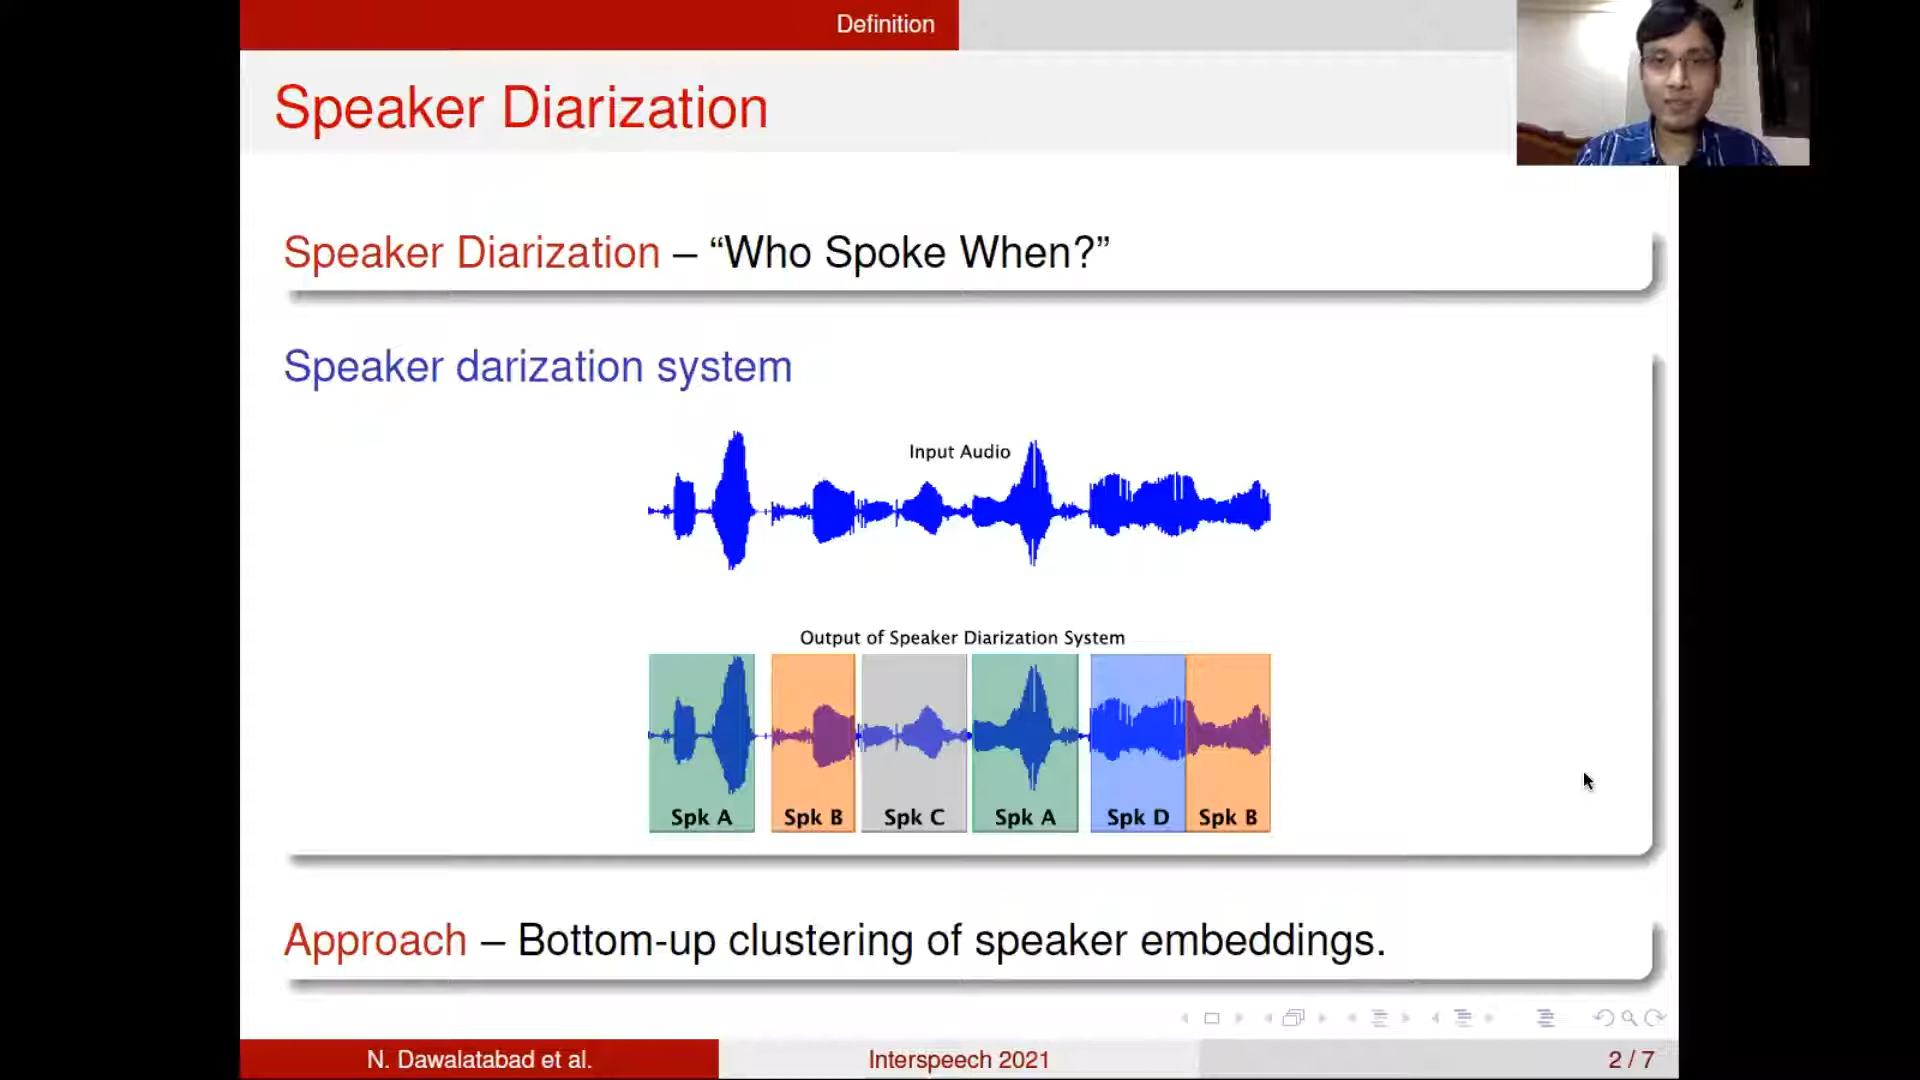 Definition
Speaker Diarization
Speaker Diarization – “Who Spoke When?”
Speaker darization system
Input Audio
Output of Speaker Diarization System
Spk A Spk B Spk C Spk A Spk D Spk B
Approach – Bottom-up clustering of speaker embeddings.
N. Dawalatabad et al. Interspeech 2021 2 / 7